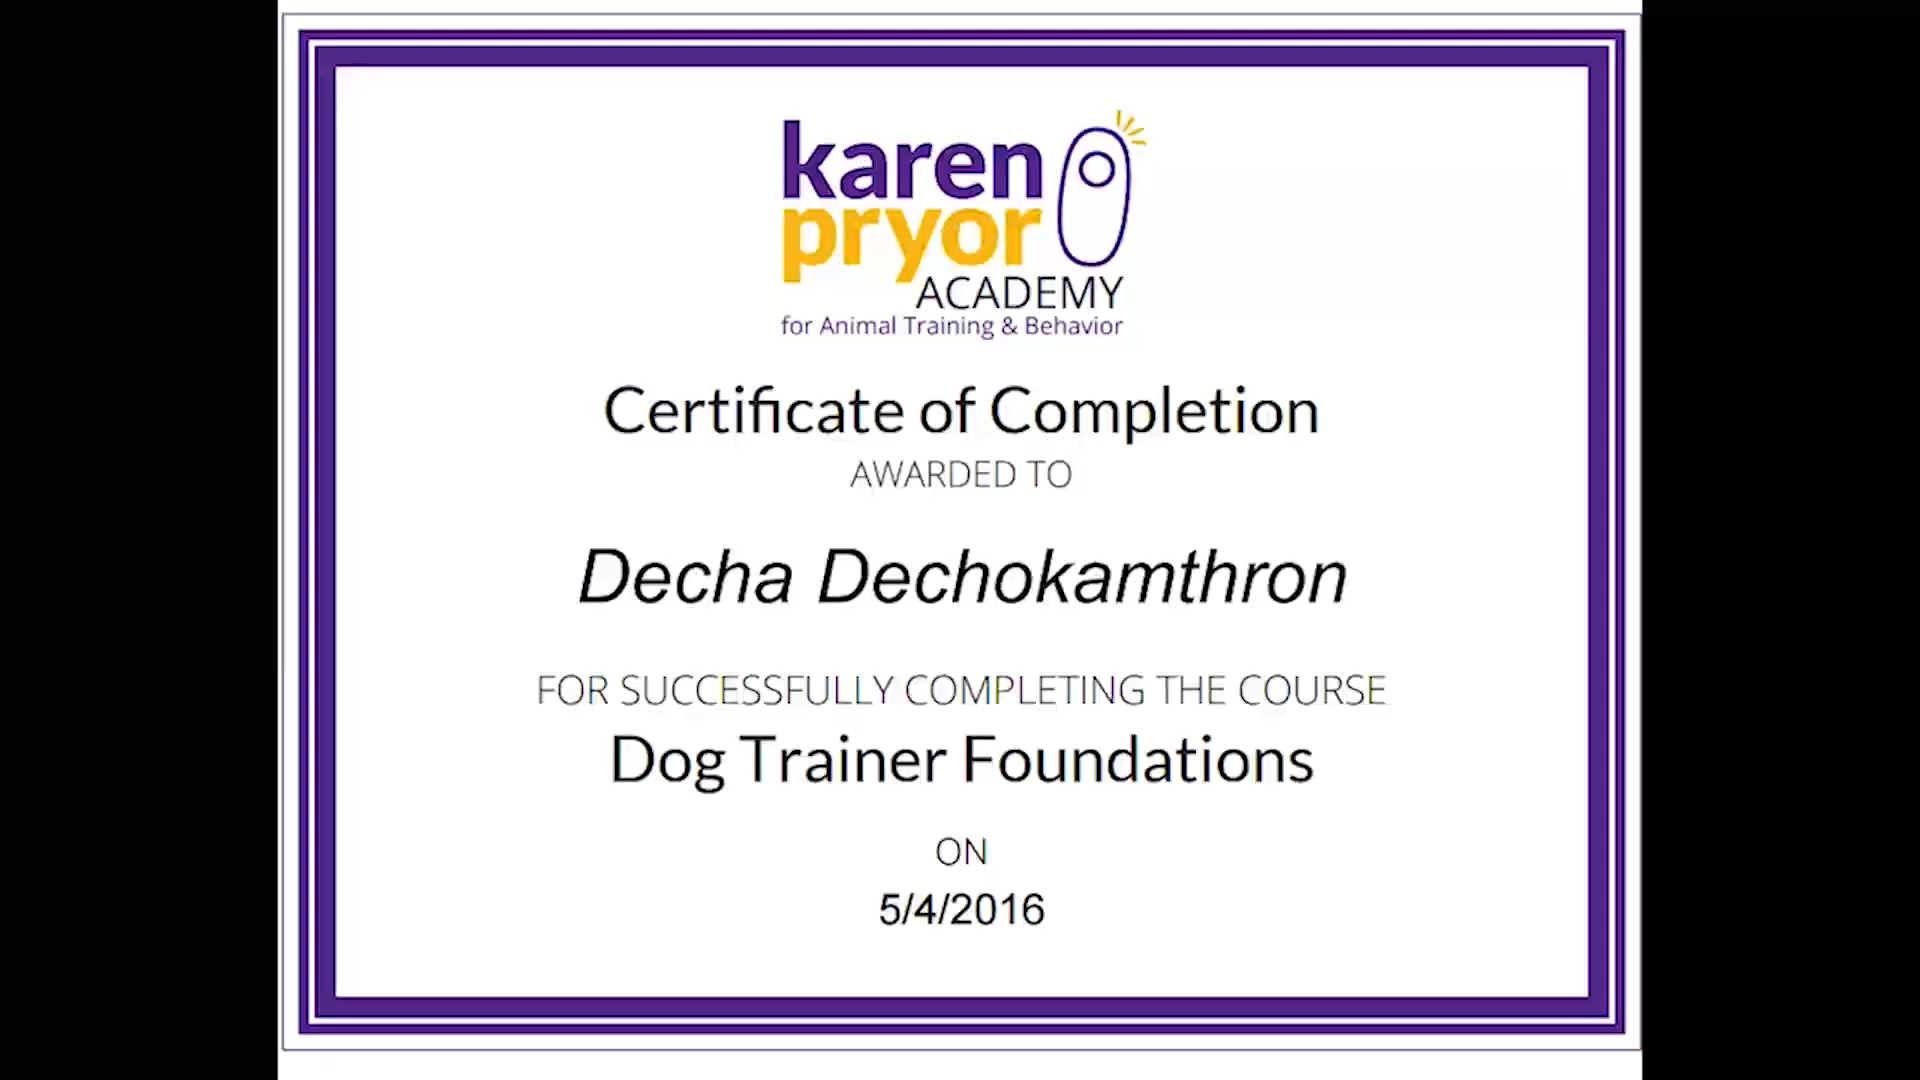 karen
pryor
ACADEMY
for Animal Training & Behavior
Certificate of Completion
AWARDED TO
Decha Dechokamthron
FOR SUCCESSFULLY COMPLETING THE COURSE
Dog Trainer Foundations
ON
5/4/2016